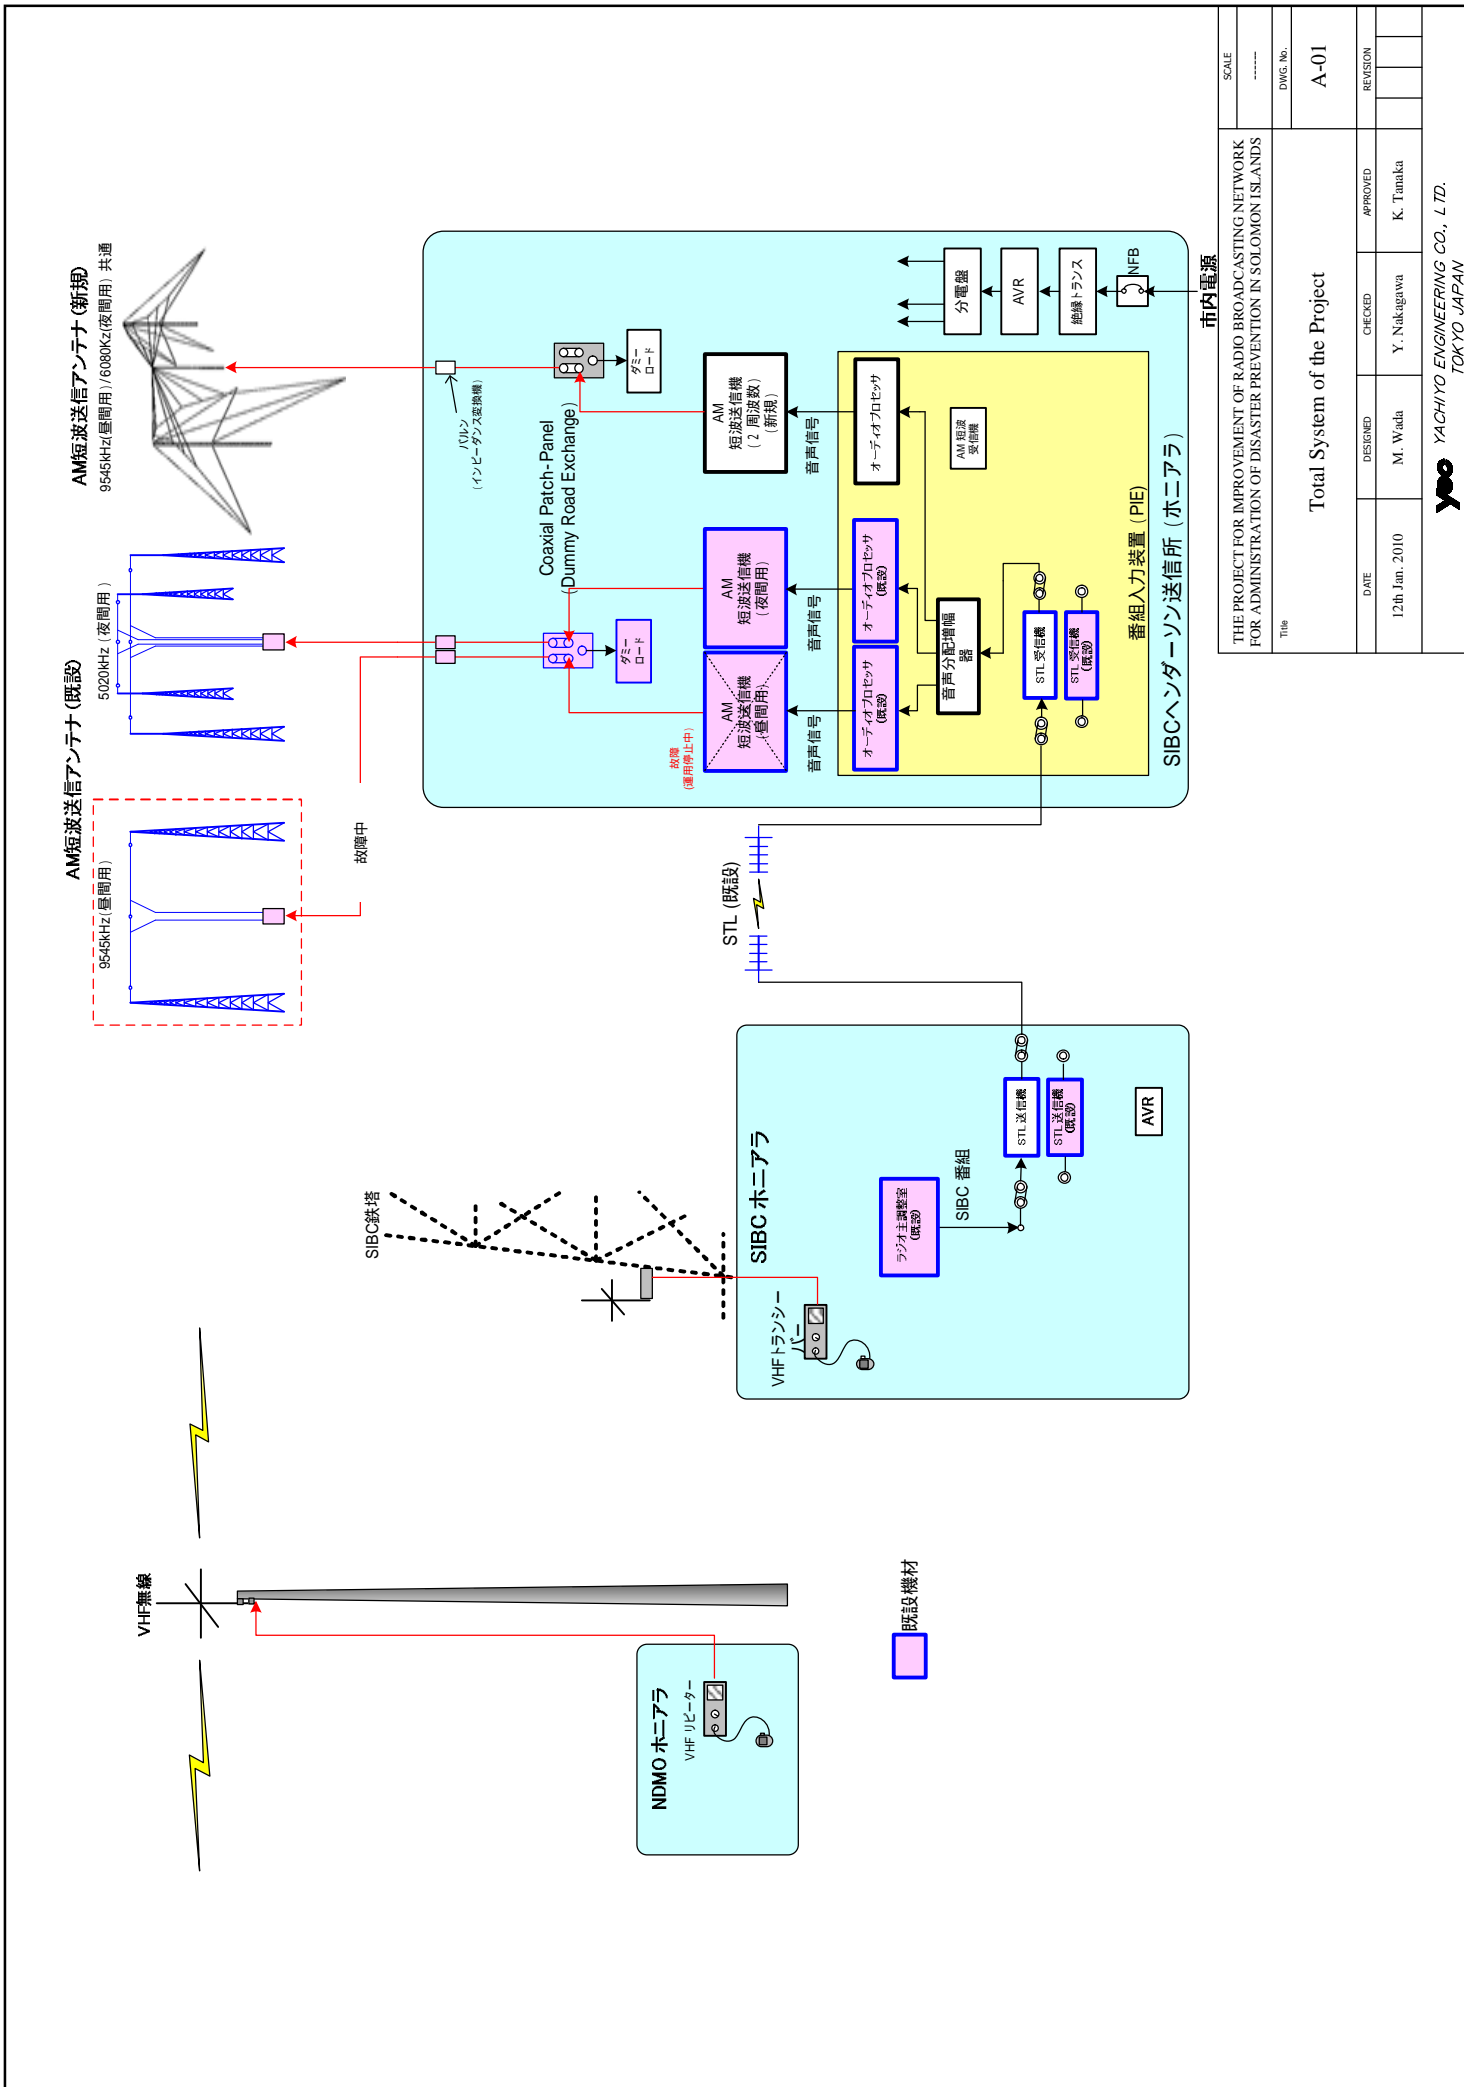 VHF無線
NDMO ホニアラ
VHF リピーター
既設機材
SIBC鉄塔
SIBC ホニアラ
VHFトランシー
バー
ラジオ主調整室
(既設)
SIBC 番組
STL 送信機
STL 送信機
(既設)
AVR
STL (既設)
AM短波送信アンテナ (既設)
9545kHz(昼間用)
5020kHz (夜間用)
故障中
AM短波送信アンテナ (新規)
9545kHz(昼間用) / 6080Kz(夜間用) 共通
バルン
(インピーダンス変換機)
Coaxial Patch-Panel
(Dummy Road Exchange)
ダミー
ロード
ダミー
ロード
故障
(運用停止中)
AM
短波送信機
(昼間用)
AM
短波送信機
(夜間用)
AM
短波送信機
( 2 周波数)
(新規)
音声信号
音声信号
音声信号
オーディオプロセッサ
(既設)
オーディオプロセッサ
(既設)
オーディオプロセッサ
音声分配増幅
器
AM 短波
受信機
STL 受信機
STL 受信機
(既設)
番組入力装置 (PIE)
SIBCヘンダーソン送信所 (ホニアラ)
分電盤
AVR
絶縁トランス
NFB
市内電源
THE PROJECT FOR IMPROVEMENT OF RADIO BROADCASTING NETWORK
FOR ADMINISTRATION OF DISASTER PREVENTION IN SOLOMON ISLANDS
SCALE
------
Title
Total System of the Project
DWG. No.
A-01
DATE
DESIGNED
CHECKED
APPROVED
REVISION
12th Jan. 2010
M. Wada
Y. Nakagawa
K. Tanaka
yeo YACHIYO ENGINEERING CO., LTD.
TOKYO JAPAN